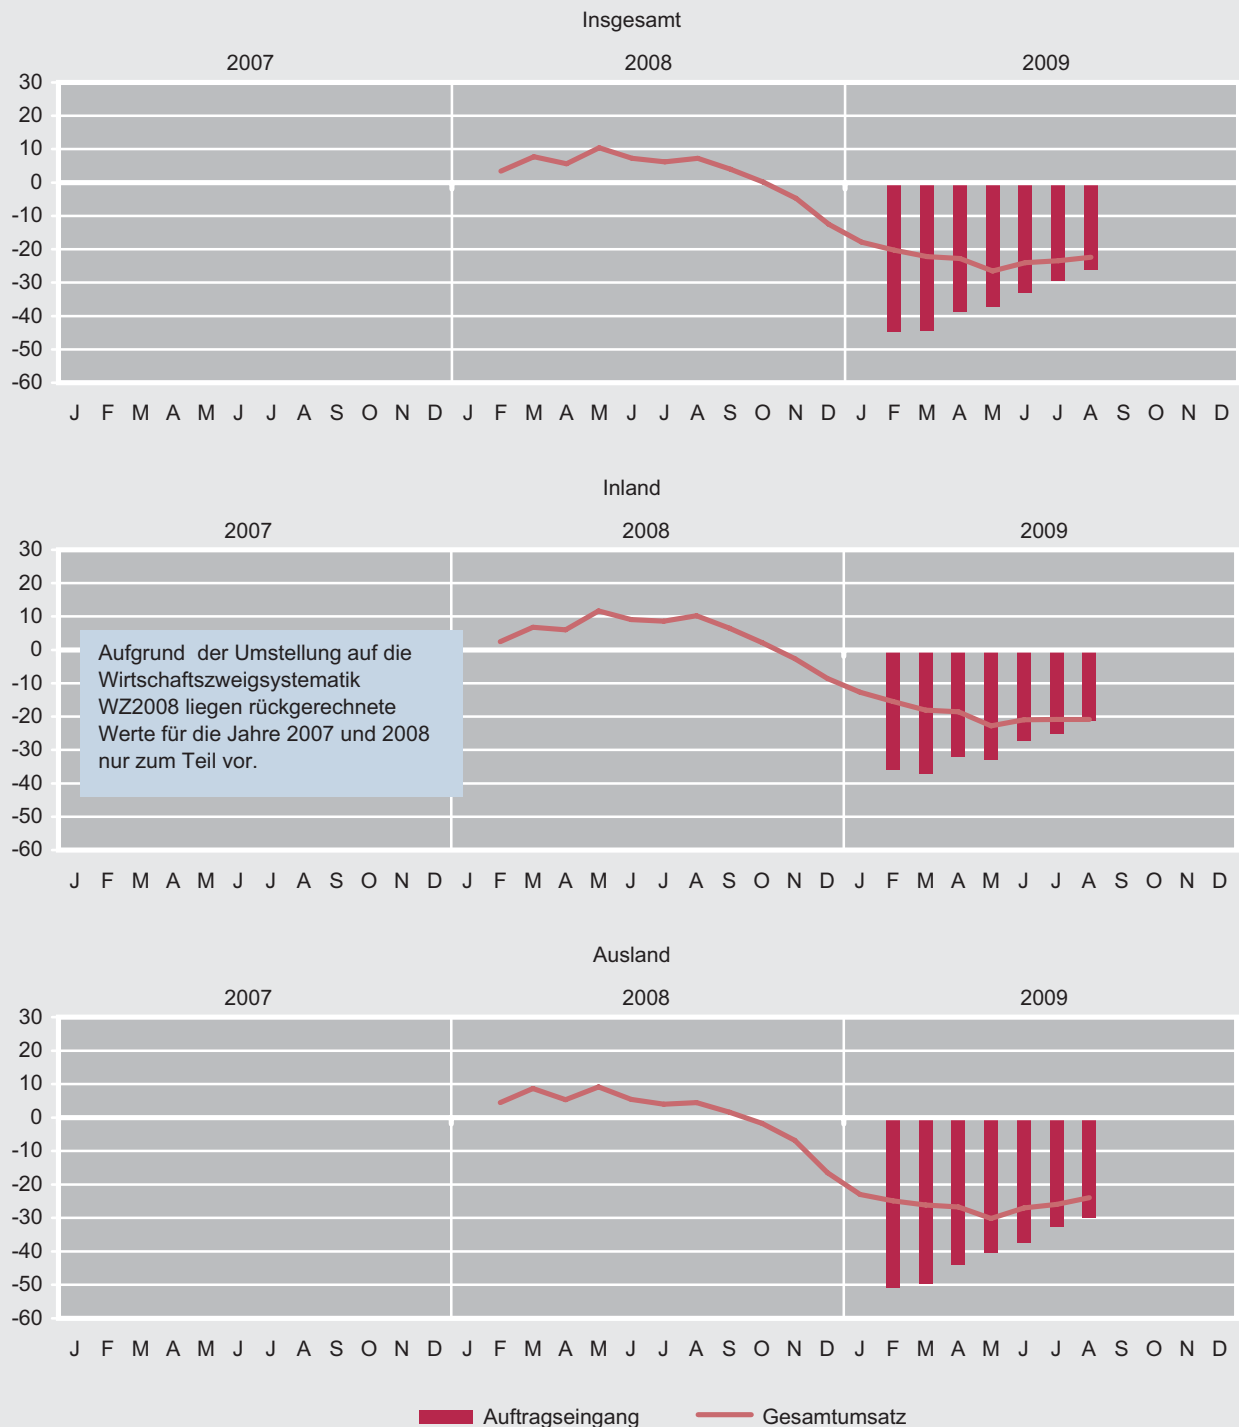 Insgesamt
2007 2008 2009
30
20
10
0
-10
-20
-30
-40
-50
-60
J F M A M J J A S O N D J F M A M J J A S O N D J F M A M J J A S O N D
Inland
2007 2008 2009
30
20
10
0
-10
-20
-30
-40
-50
-60
Aufgrund der Umstellung auf die
Wirtschaftszweigsystematik
WZ2008 liegen rückgerechnete
Werte für die Jahre 2007 und 2008
nur zum Teil vor.
J F M A M J J A S O N D J F M A M J J A S O N D J F M A M J J A S O N D
Ausland
2007 2008 2009
30
20
10
0
-10
-20
-30
-40
-50
-60
J F M A M J J A S O N D J F M A M J J A S O N D J F M A M J J A S O N D
Auftragseingang Gesamtumsatz